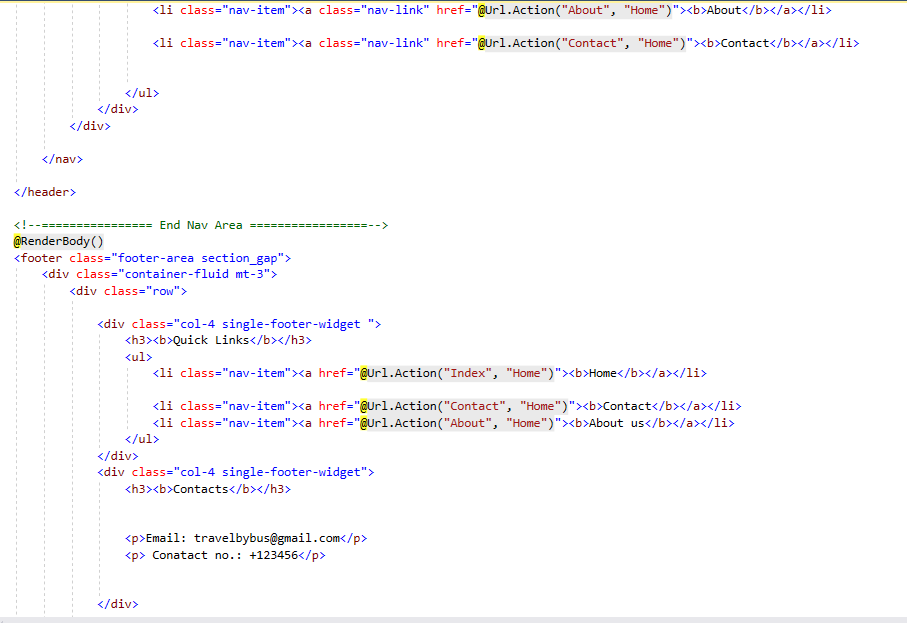 <li class="nav-item"><a class="nav-link" href="@Url.Action("About", "Home")"><b>About</b></a></li>
<li class="nav-item"><a class="nav-link" href="@Url.Action("Contact", "Home")"><b>Contact</b></a></li>
</ul>
</div>
</div>
</nav>
</header>
<!--================ End Nav Area =================-->
@RenderBody()
<footer class="footer-area section_gap">
<div class="container-fluid mt-3">
<div class="row">
<div class="col-4 single-footer-widget ">
<h3><b>Quick Links</b></h3>
<ul>
<li class="nav-item"><a href="@Url.Action("Index", "Home")"><b>Home</b></a></li>
<li class="nav-item"><a href="@Url.Action("Contact", "Home")"><b>Contact</b></a></li>
<li class="nav-item"><a href="@Url.Action("About", "Home")"><b>About us</b></a></li>
</ul>
</div>
<div class="col-4 single-footer-widget">
<h3><b>Contacts</b></h3>
<p>Email: travelbybus@gmail.com</p>
<p> Conatact no.: +123456</p>
</div>